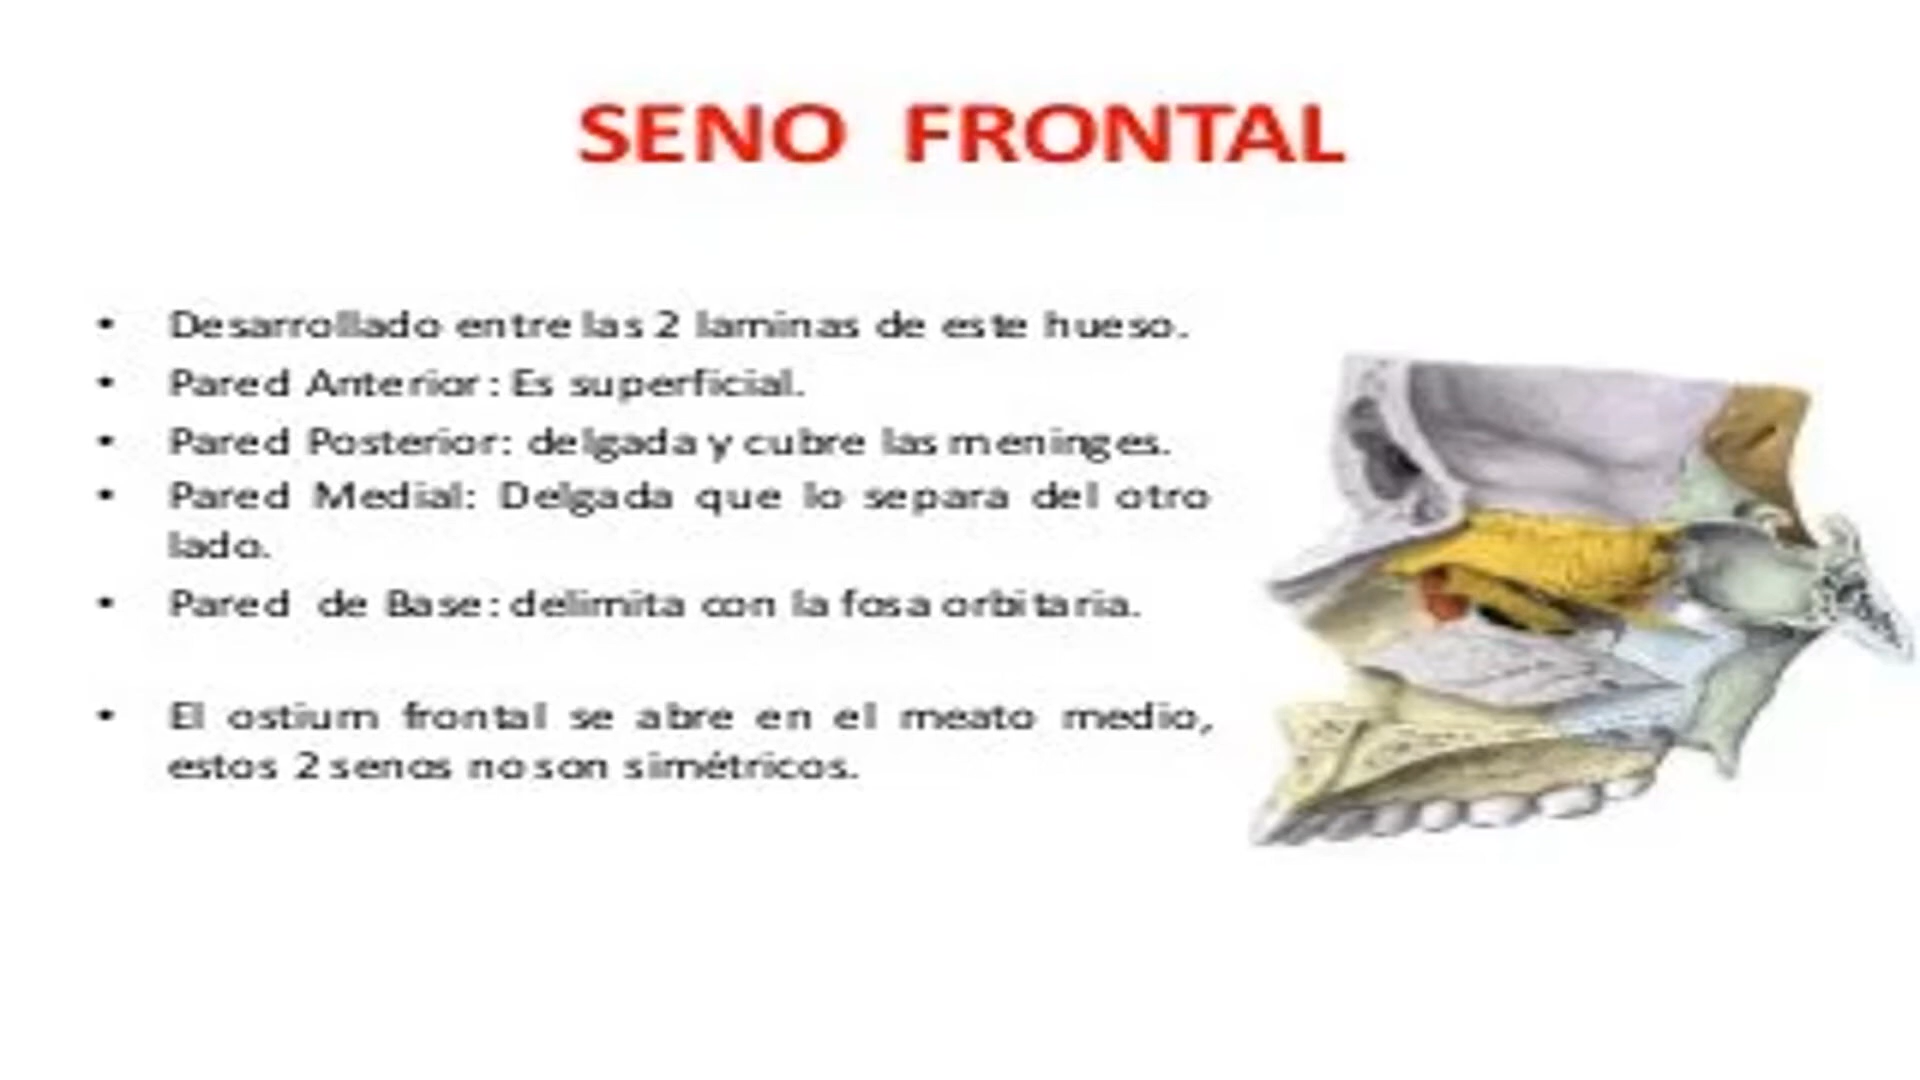 SENO FRONTAL
• Desarrollado entre las 2 laminas de este hueso.
• Pared Anterior: Es superficial.
• Pared Posterior: delgada y cubre las meninges.
• Pared Medial: Delgada que lo separa del otro
lado.
• Pared de Base: delimita con la fosa orbitaria.
• El ostium frontal se abre en el meato medio,
estos 2 senos no son simétricos.